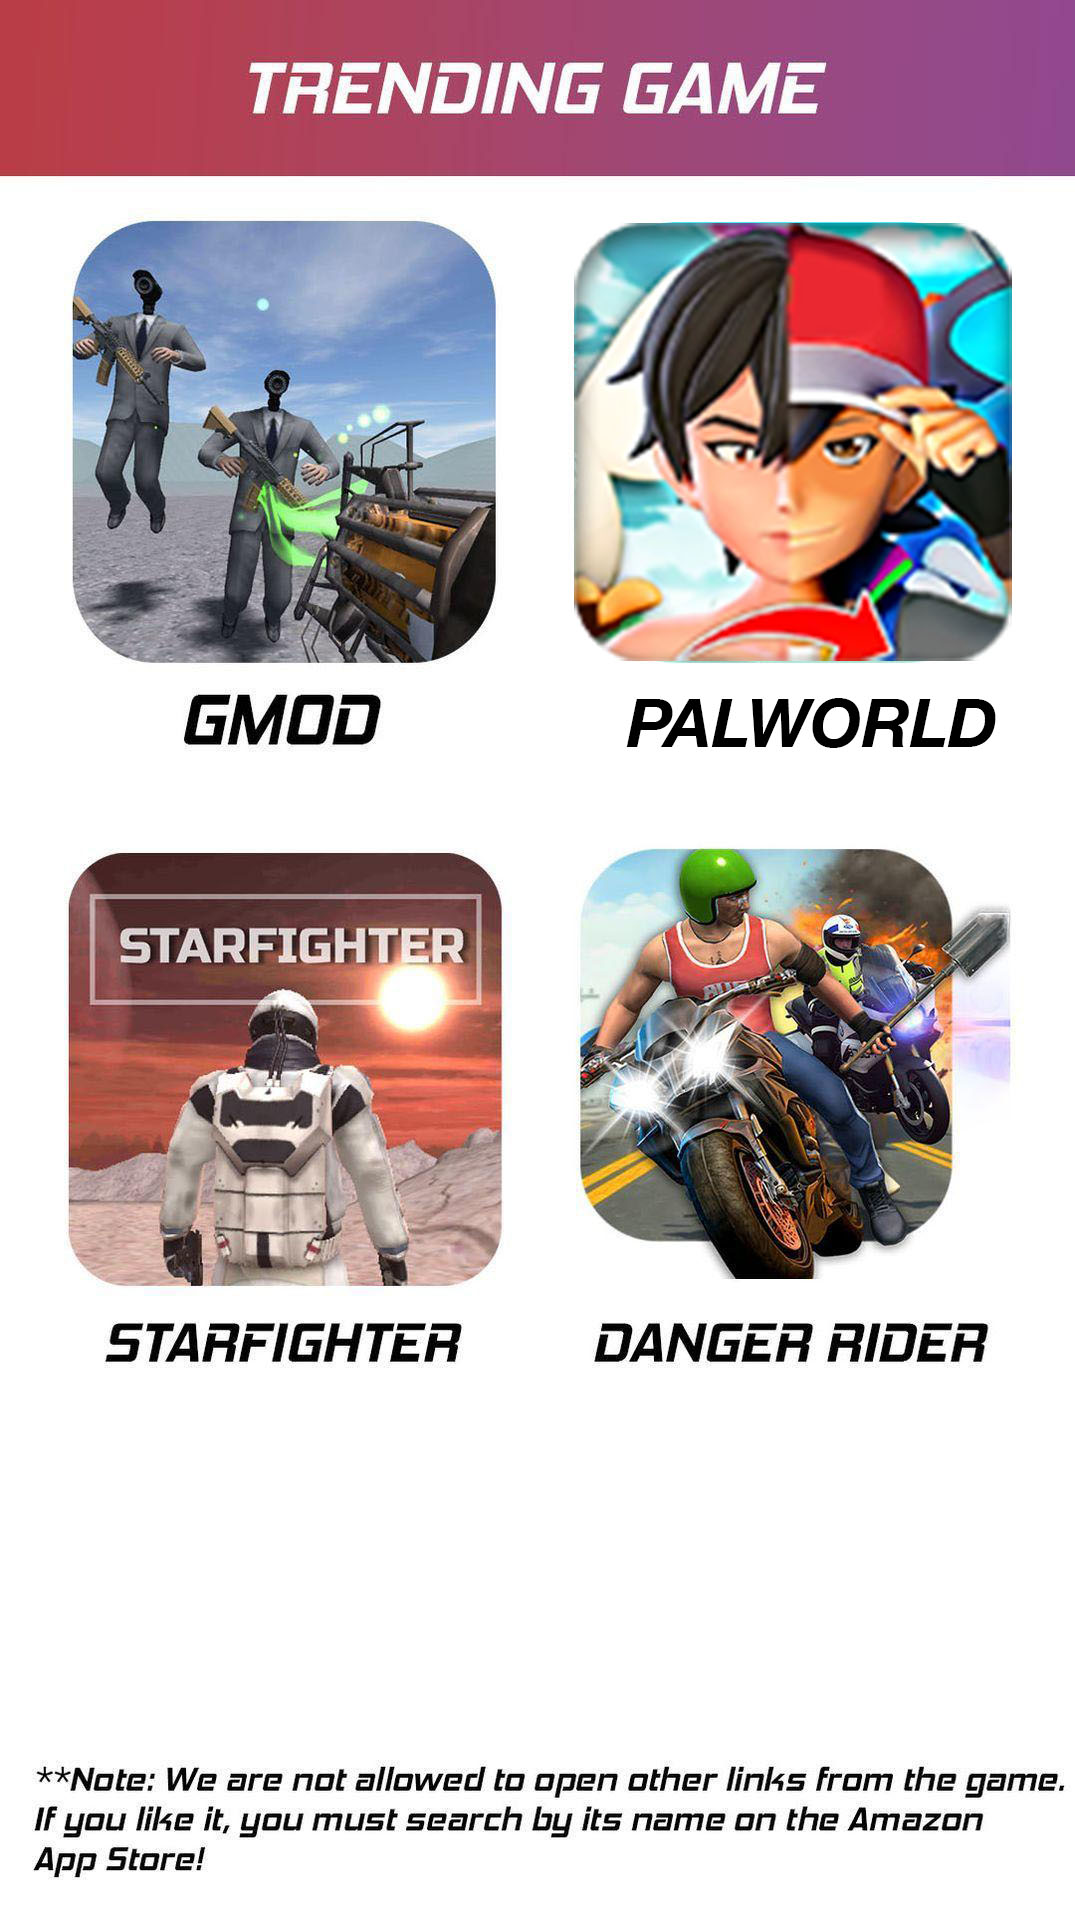 TRENDING GAME
GMOD
PALWORLD
STARFIGHTER
STARFIGHTER
DANGER RIDER
**Note: We are not allowed to open other links from the game.
If you like it, you must search by its name on the Amazon
App Store!